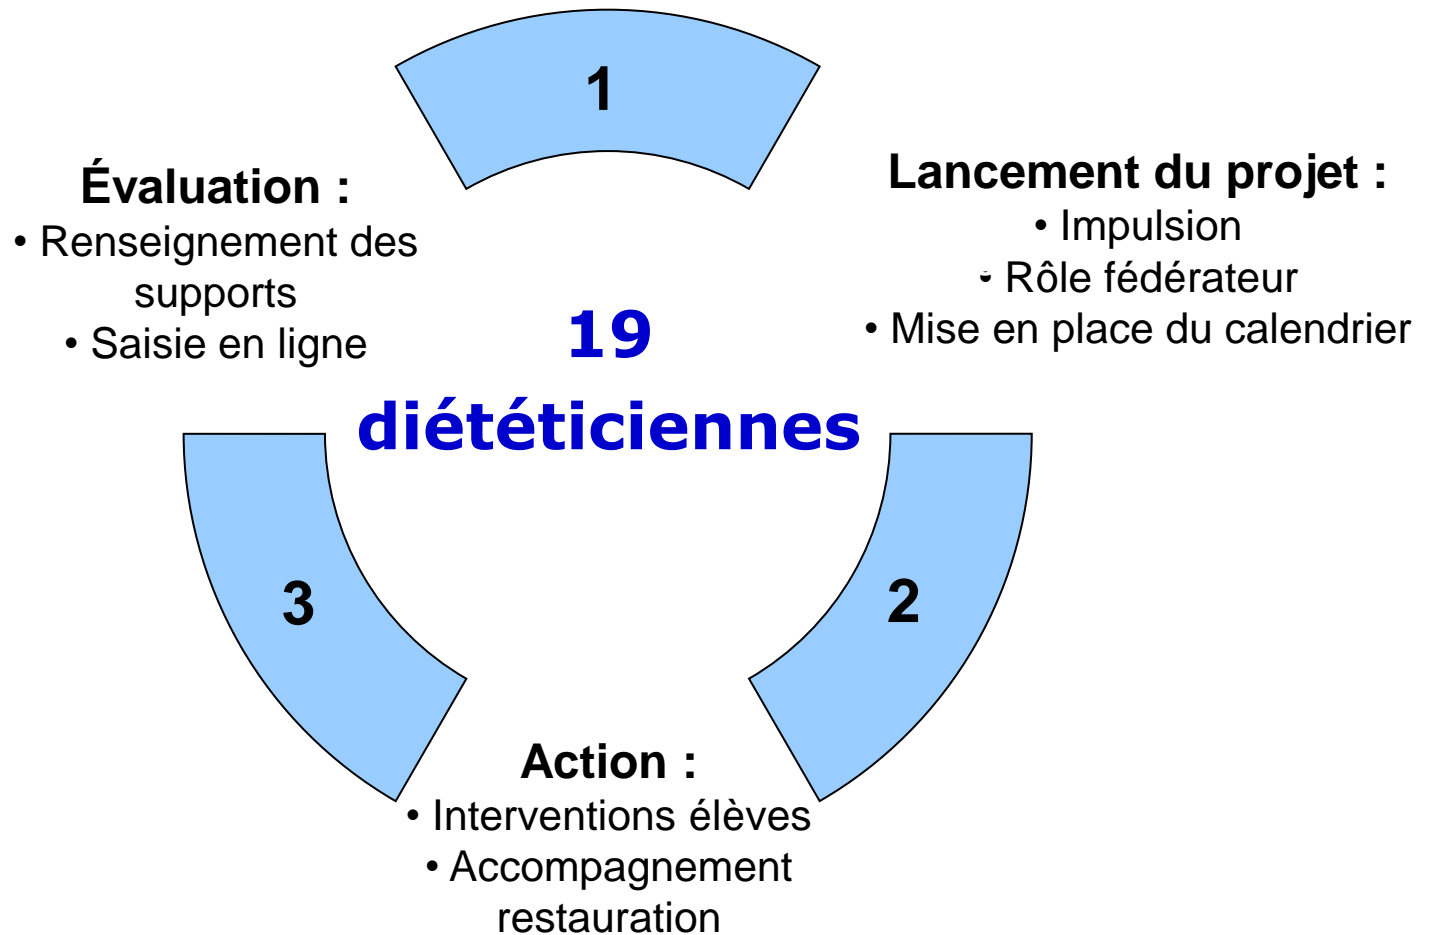 1
Lancement du projet :
• Impulsion
• Rôle fédérateur
• Mise en place du calendrier
2
Action :
• Interventions élèves
• Accompagnement
restauration
3
Évaluation :
• Renseignement des
supports
• Saisie en ligne
19
diététiciennes